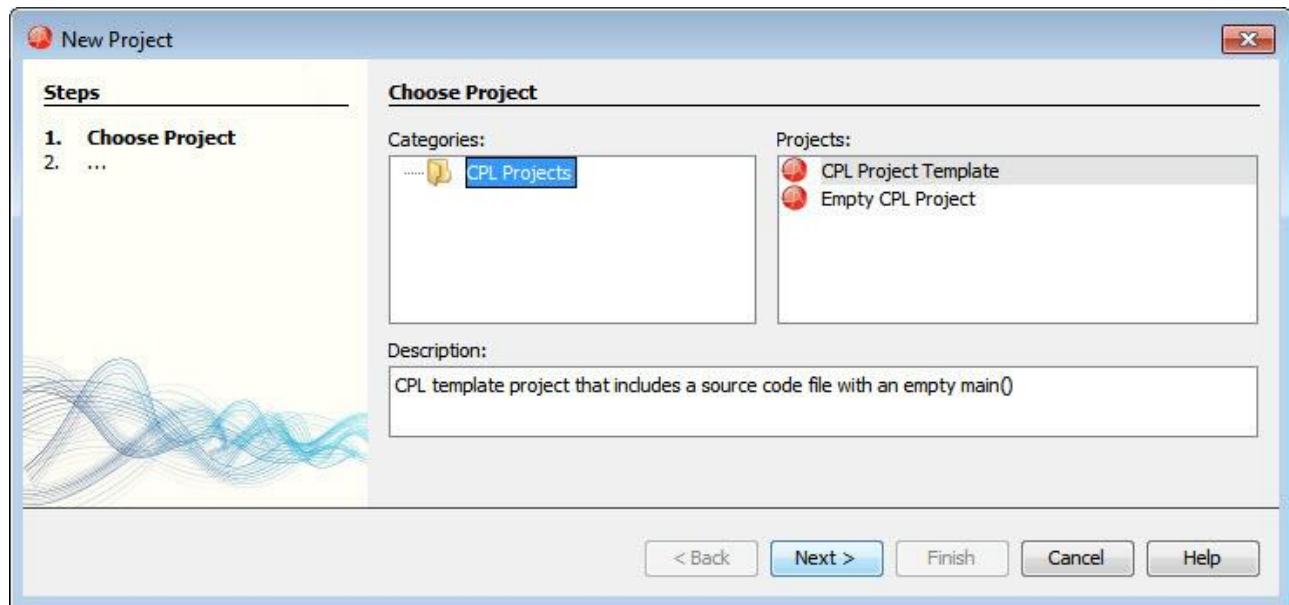 New Project
Steps
1. Choose Project
2. ...
Choose Project
Categories:
CPL Projects
Projects:
CPL Project Template
Empty CPL Project
Description:
CPL template project that includes a source code file with an empty main()
< Back
Next >
Finish
Cancel
Help